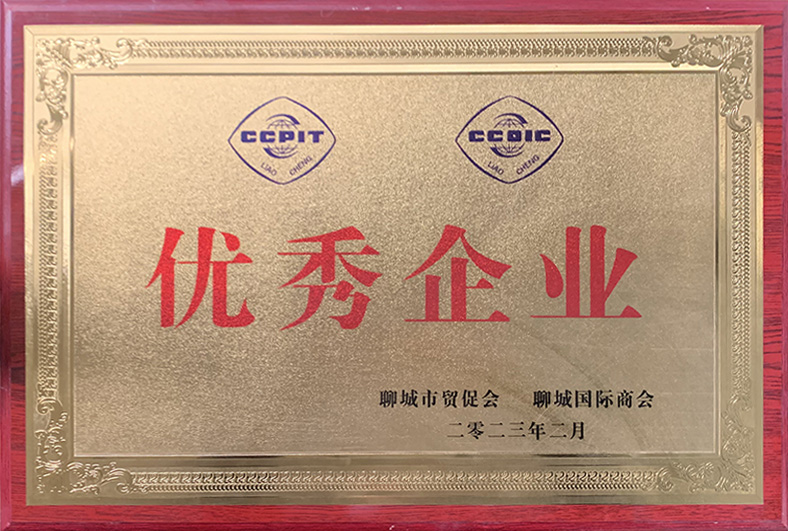 CCPIT CCOIC
LIAO CHENG LIAO CHENG
优秀企业
聊城市贸促会 聊城国际商会
二零二三年二月